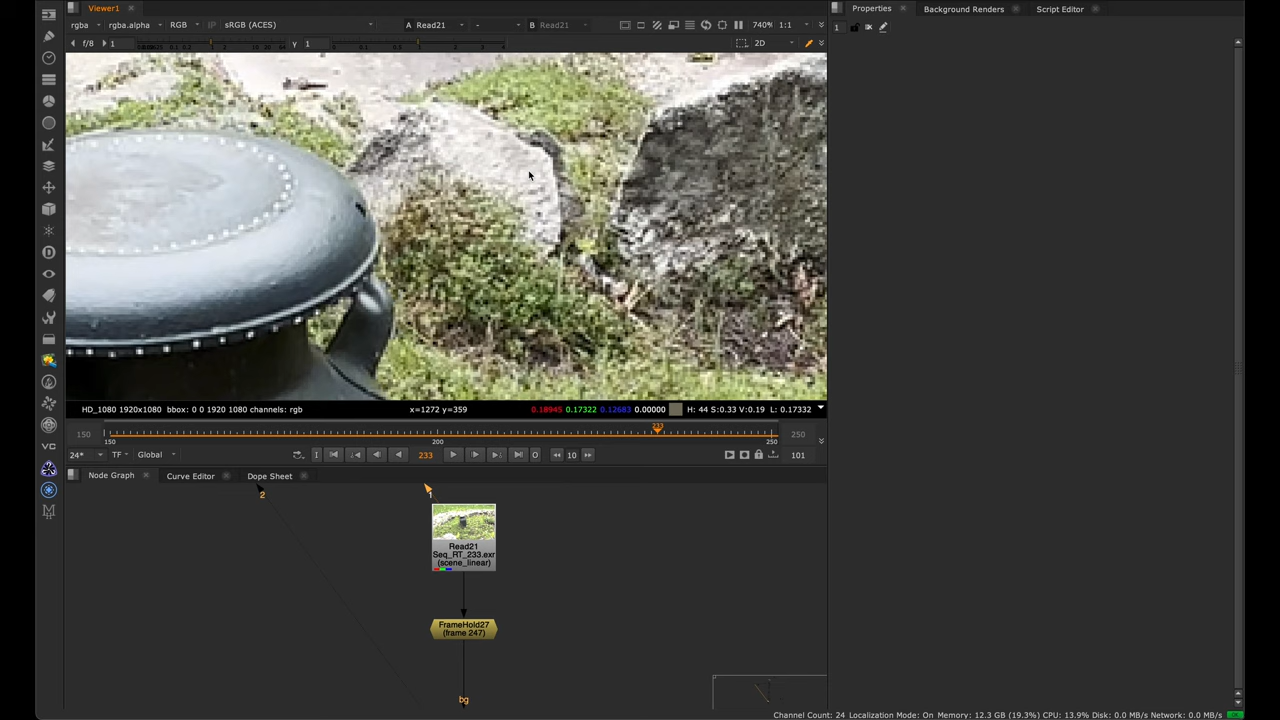 Viewer1
Properties
Background Renders
Script Editor
rgba
rgba.alpha
RGB
sRGB (ACES)
A Read21
-
B Read21
740%
1:1
1
f/8
1
y
1
2D
HD_1080 1920x1080 bbox: 0 0 1920 1080 channels: rgb
x=1272 y=359
0.18945 0.17322 0.12683 0.00000
H: 44 S:0.33 V:0.19 L: 0.17332
150
150
200
233
250
250
24*
TF
Global
233
10
101
Node Graph
Curve Editor
Dope Sheet
2
1
Read21
Seq_RT_233.exr
(scene_linear)
FrameHold27
(frame 247)
bg
Channel Count: 24 Localization Mode: On Memory: 12.3 GB (19.3%) CPU: 13.9% Disk: 0.0 MB/s Network: 0.0 MB/s